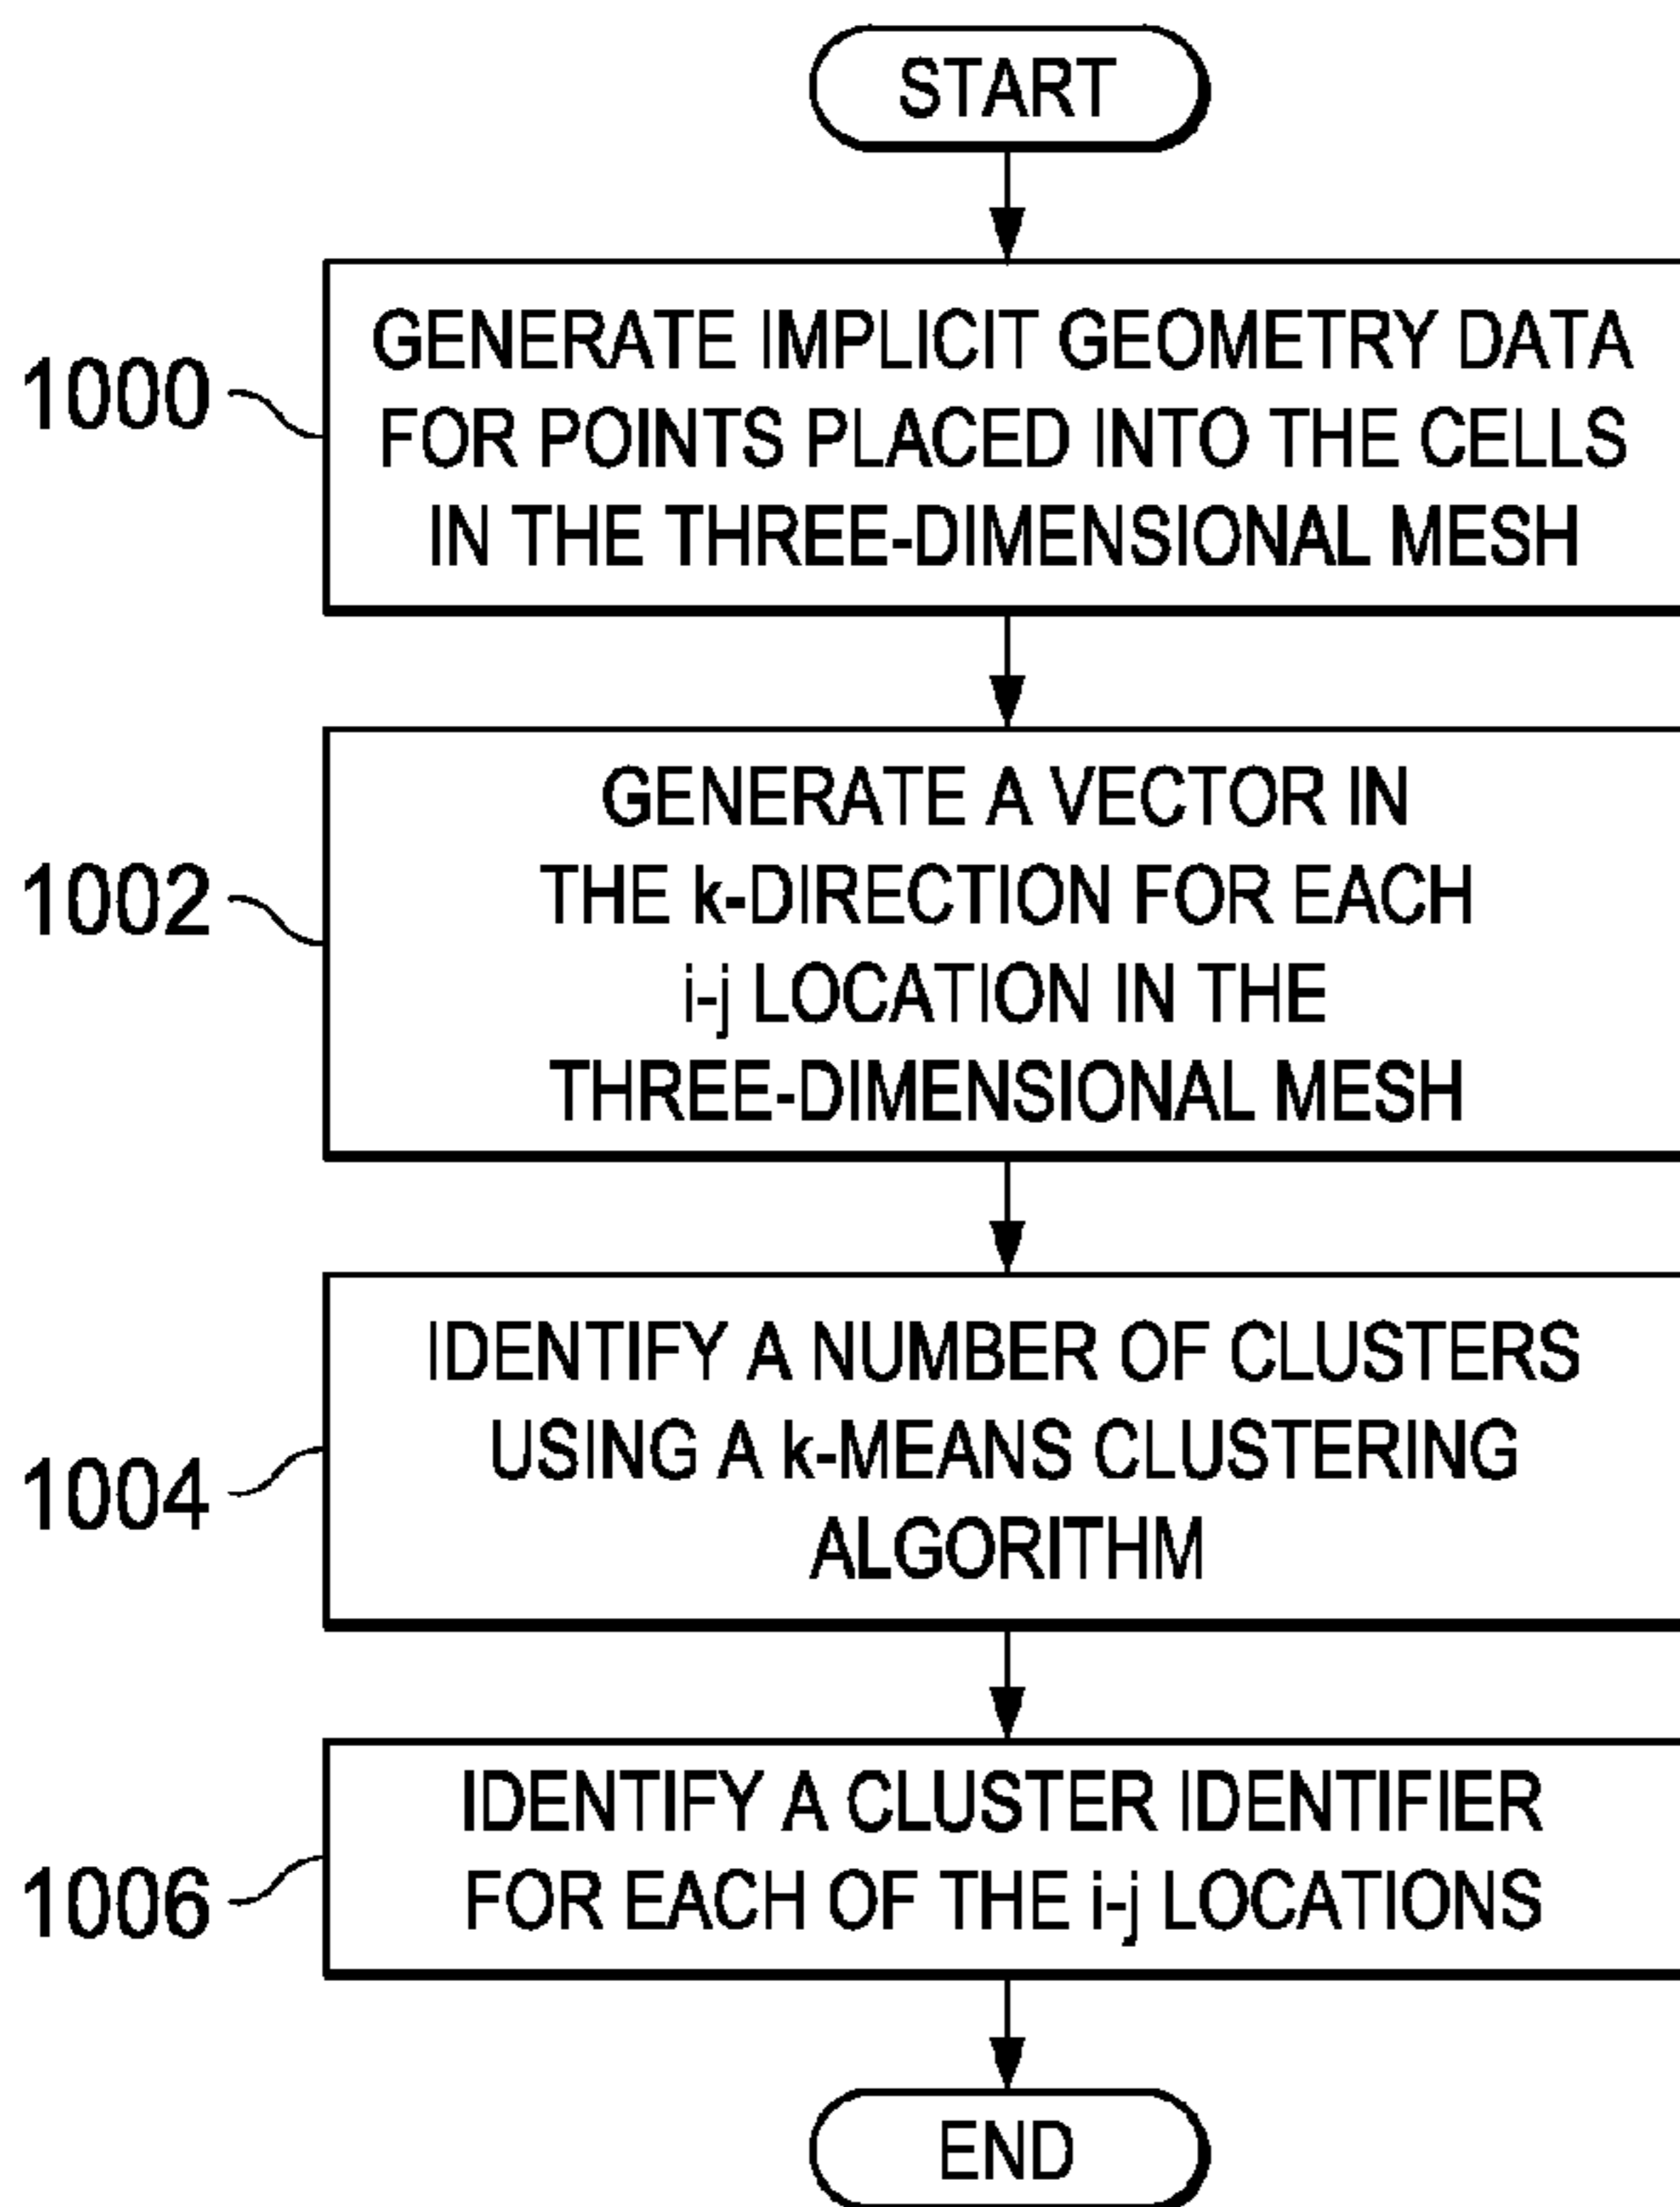 START
1000
GENERATE IMPLICIT GEOMETRY DATA
FOR POINTS PLACED INTO THE CELLS
IN THE THREE-DIMENSIONAL MESH
1002
GENERATE A VECTOR IN
THE k-DIRECTION FOR EACH
i-j LOCATION IN THE
THREE-DIMENSIONAL MESH
1004
IDENTIFY A NUMBER OF CLUSTERS
USING A k-MEANS CLUSTERING
ALGORITHM
1006
IDENTIFY A CLUSTER IDENTIFIER
FOR EACH OF THE i-j LOCATIONS
END